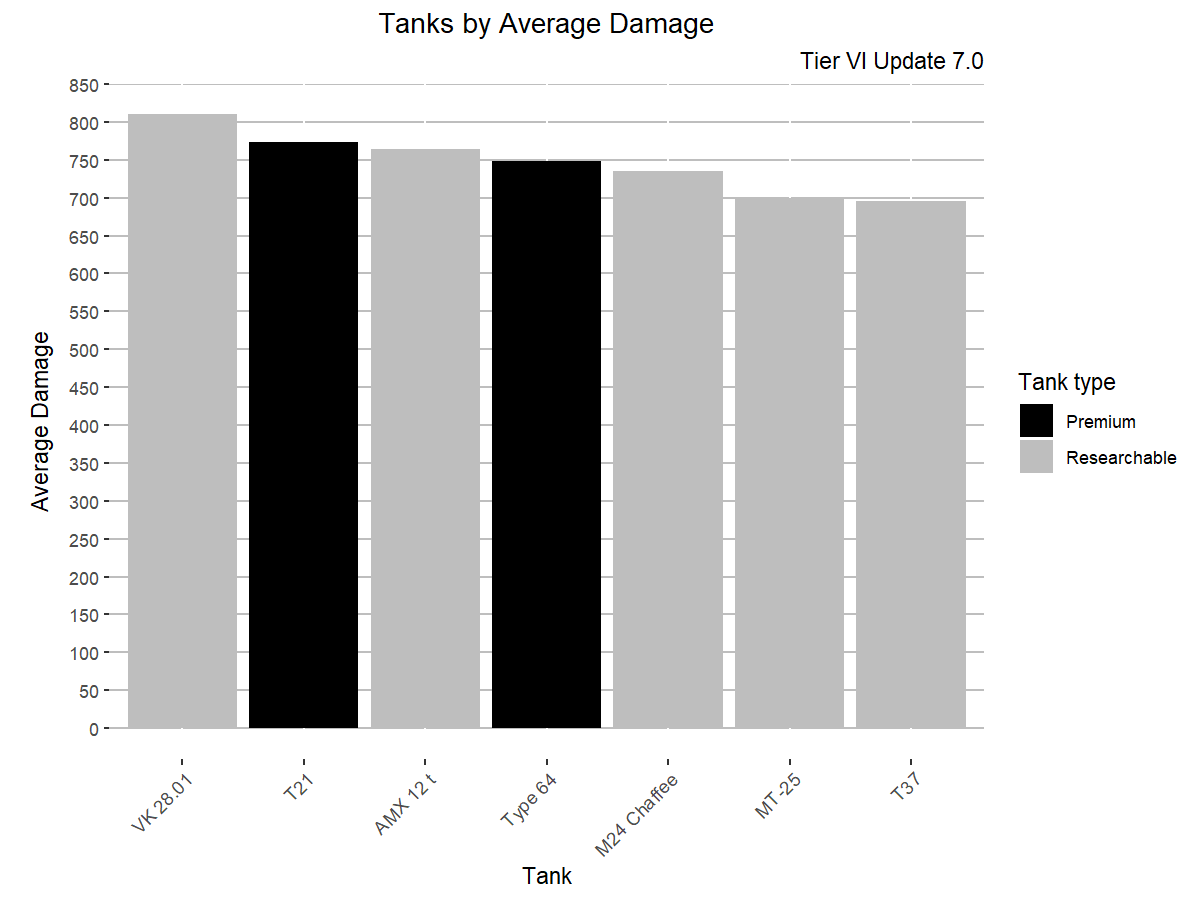 Tanks by Average Damage
Tier VI Update 7.0
850
800
750
700
650
600
550
500
450
400
350
300
250
200
150
100
50
0
Average Damage
VK 28.01
T21
AMX 12 t
Type 64
M24 Chaffee
MT-25
T37
Tank
Tank type
Premium
Researchable